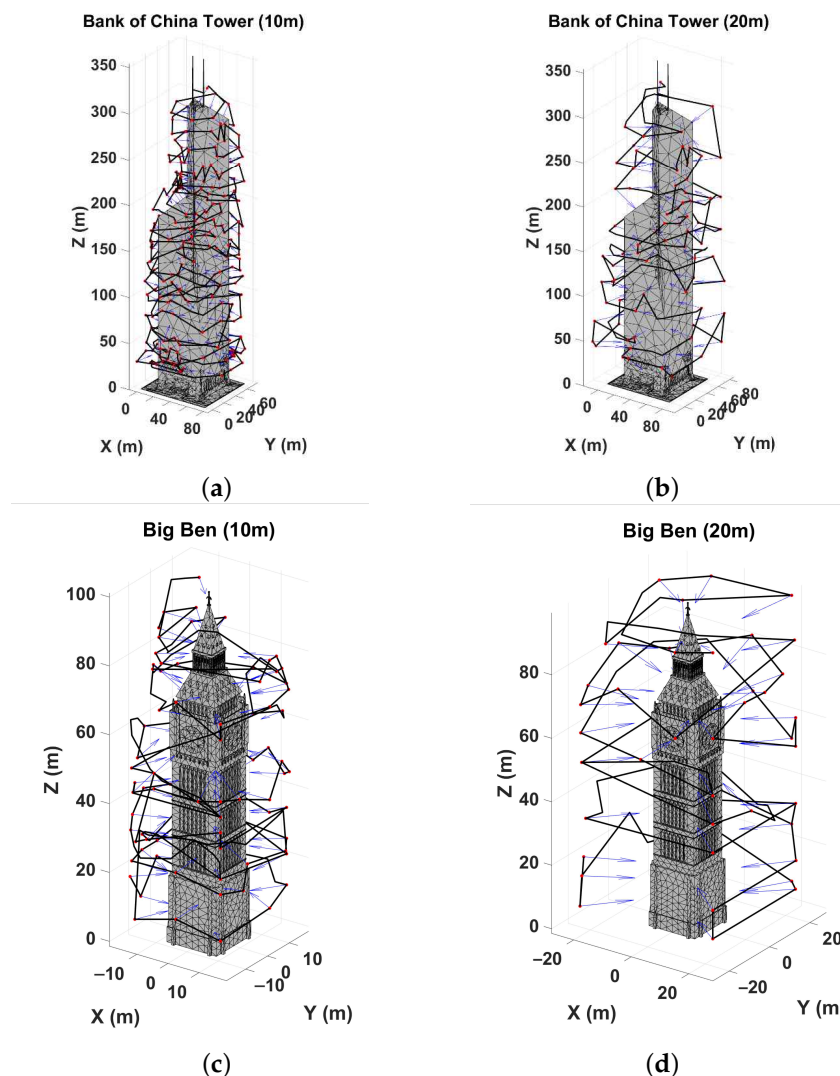 Bank of China Tower (10m)
350
300
250
200
150
100
50
0
Z (m)
0
40
80
X (m)
0
20
40
60
Y (m)
(a)
Bank of China Tower (20m)
350
300
250
200
150
100
50
0
Z (m)
0
40
80
X (m)
0
20
40
60
80
Y (m)
(b)
Big Ben (10m)
100
80
60
40
20
0
Z (m)
–10
0
10
X (m)
–10
0
10
Y (m)
(c)
Big Ben (20m)
80
60
40
20
0
Z (m)
–20
0
20
X (m)
–20
0
20
Y (m
(d)